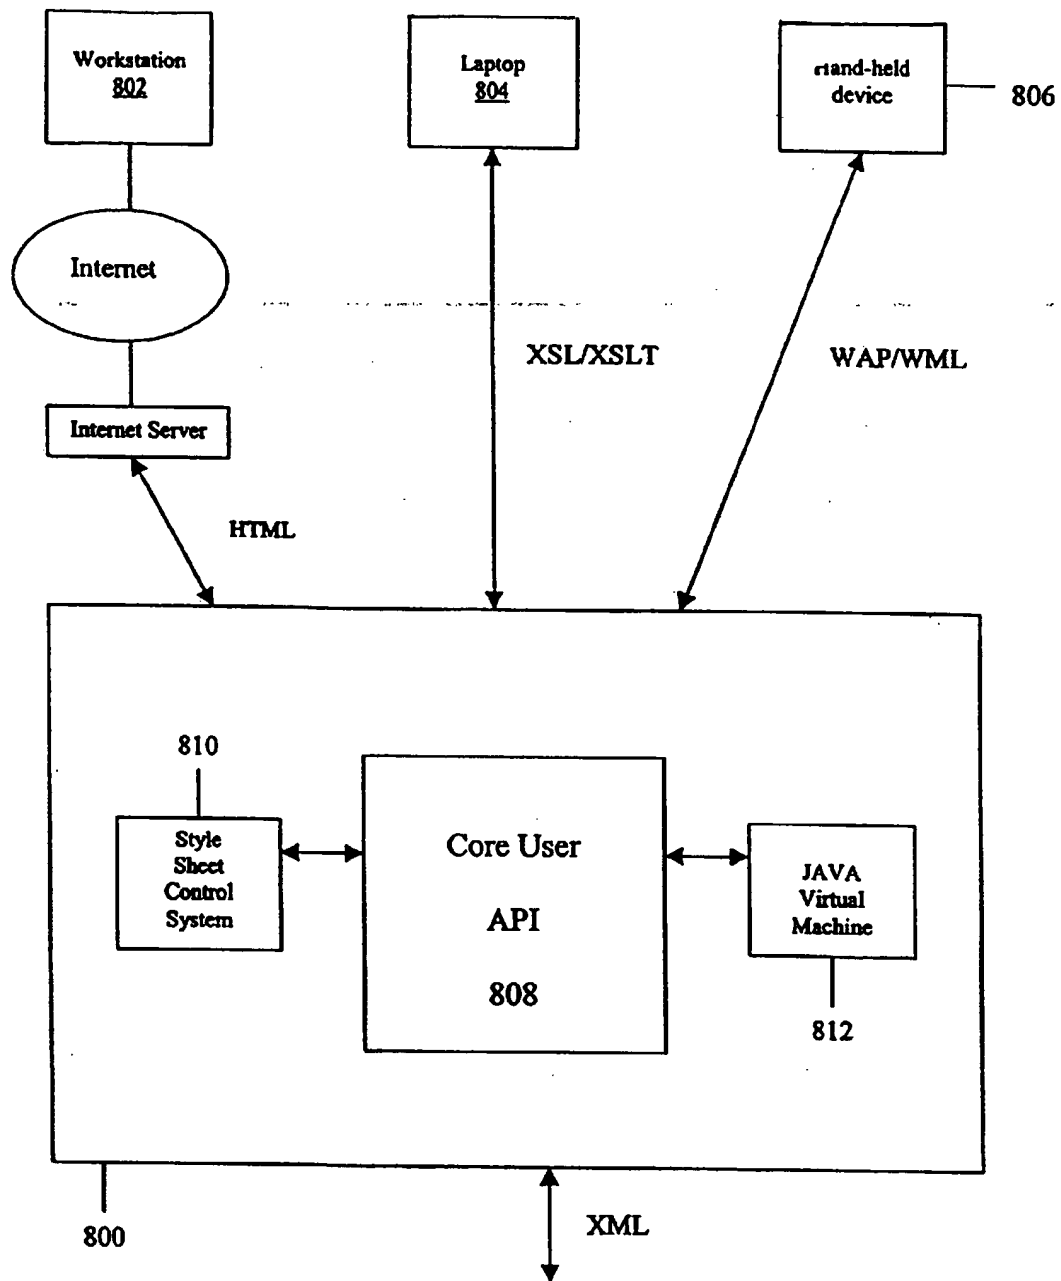 Workstation
802
Laptop
804
Hand-held
device
806
Internet
XSL/XSLT
WAP/WML
Internet Server
HTML
810
Style
Sheet
Control
System
Core User
API
808
JAVA
Virtual
Machine
812
800
XML